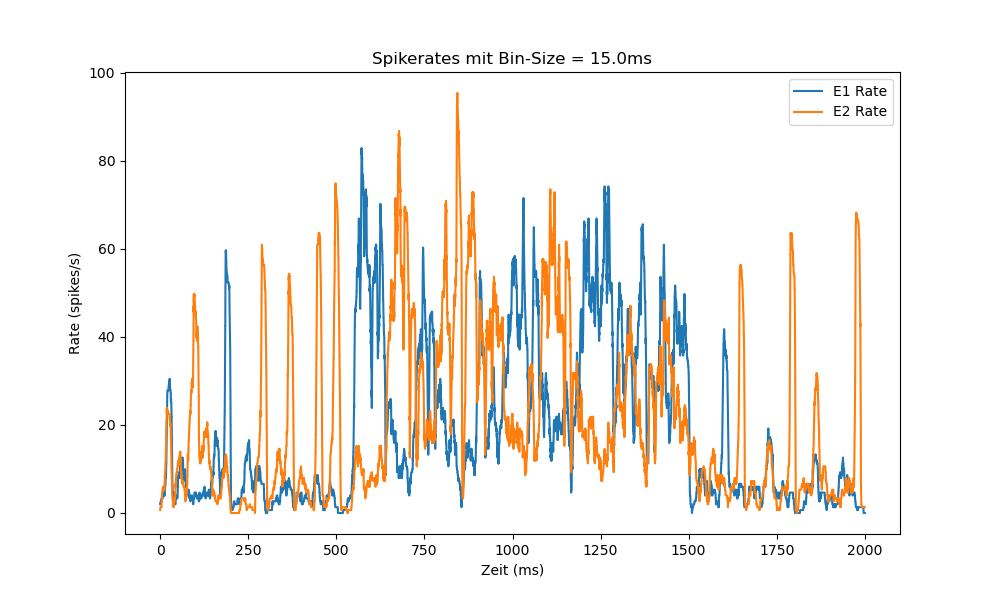 Spikerates mit Bin-Size = 15.0ms
E1 Rate
E2 Rate
Rate (spikes/s)
100
80
60
40
20
0
0 250 500 750 1000 1250 1500 1750 2000
Zeit (ms)